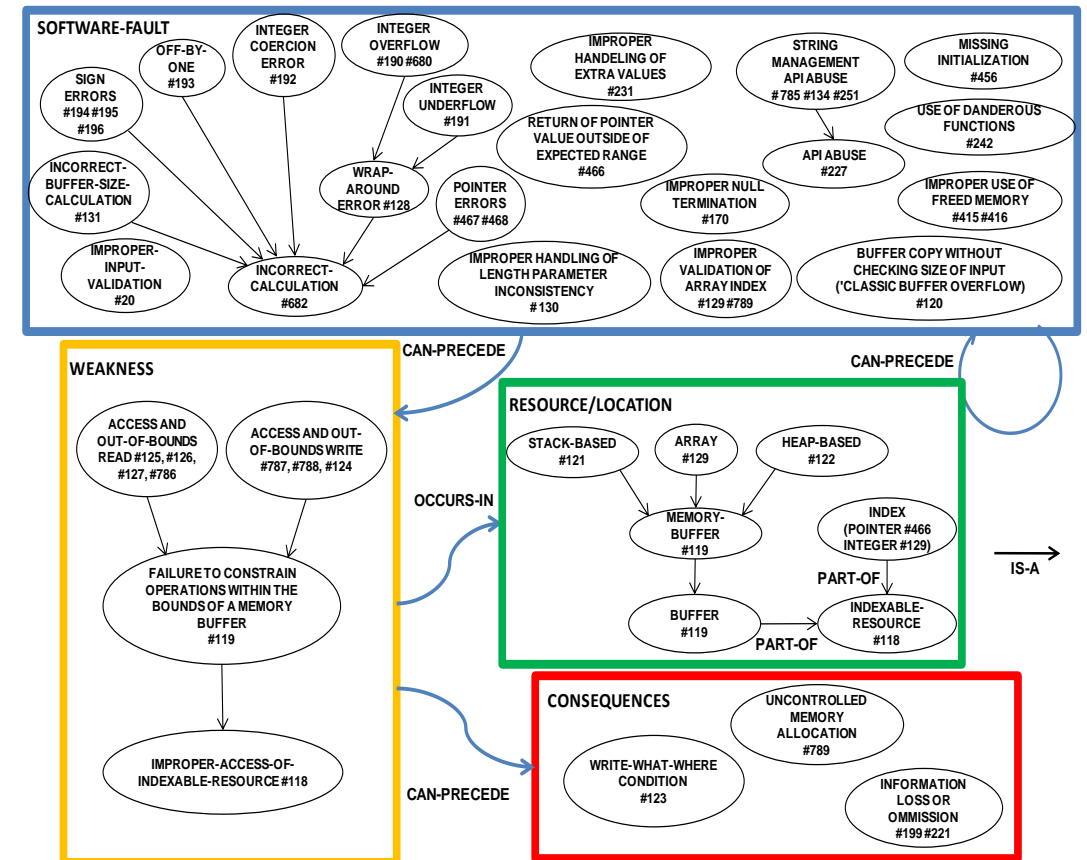 SOFTWARE-FAULT
SIGN
ERRORS
#194 #195
#196
OFF-BY-
ONE
#193
INTEGER
COERCION
ERROR
#192
INTEGER
OVERFLOW
#190 #680
INTEGER
UNDERFLOW
#191
INCORRECT-
BUFFER-SIZE-
CALCULATION
#131
WRAP-
AROUND
ERROR #128
POINTER
ERRORS
#467 #468
IMPROPER-
INPUT-
VALIDATION
#20
INCORRECT-
CALCULATION
#682
IMPROPER
HANDELING OF
EXTRA VALUES
#231
RETURN OF POINTER
VALUE OUTSIDE OF
EXPECTED RANGE
#466
STRING
MANAGEMENT
API ABUSE
#785 #134 #251
API ABUSE
#227
MISSING
INITIALIZATION
#456
USE OF DANDEROUS
FUNCTIONS
#242
IMPROPER NULL
TERMINATION
#170
IMPROPER USE OF
FREED MEMORY
#415 #416
IMPROPER HANDLING OF
LENGTH PARAMETER
INCONSISTENCY
#130
IMPROPER
VALIDATION OF
ARRAY INDEX
#129 #789
BUFFER COPY WITHOUT
CHECKING SIZE OF INPUT
('CLASSIC BUFFER OVERFLOW')
#120
CAN-PRECEDE
CAN-PRECEDE
WEAKNESS
ACCESS AND
OUT-OF-BOUNDS
READ #125, #126,
#127, #786
ACCESS AND OUT-
OF-BOUNDS WRITE
#787, #788, #124
FAILURE TO CONSTRAIN
OPERATIONS WITHIN THE
BOUNDS OF A MEMORY
BUFFER
#119
IMPROPER-ACCESS-OF-
INDEXABLE-RESOURCE #118
OCCURS-IN
CAN-PRECEDE
RESOURCE/LOCATION
STACK-BASED
#121
ARRAY
#129
HEAP-BASED
#122
MEMORY-
BUFFER
#119
INDEX
(POINTER #466
INTEGER #129)
PART-OF
BUFFER
#119
PART-OF
INDEXABLE-
RESOURCE
#118
IS-A
CONSEQUENCES
UNCONTROLLED
MEMORY
ALLOCATION
#789
WRITE-WHAT-WHERE
CONDITION
#123
INFORMATION
LOSS OR
OMMISSION
#199 #221